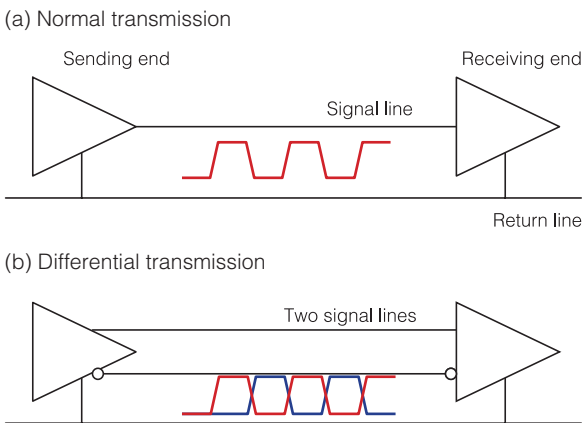 (a) Normal transmission
Sending end
Receiving end
Signal line
Return line
(b) Differential transmission
Two signal lines